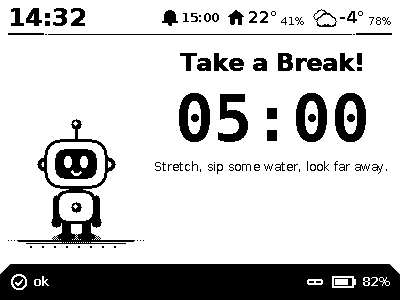 14:32 15:00 22° 41% -4° 78%
Take a Break!
05:00
Stretch, sip some water, look far away.
ok 82%